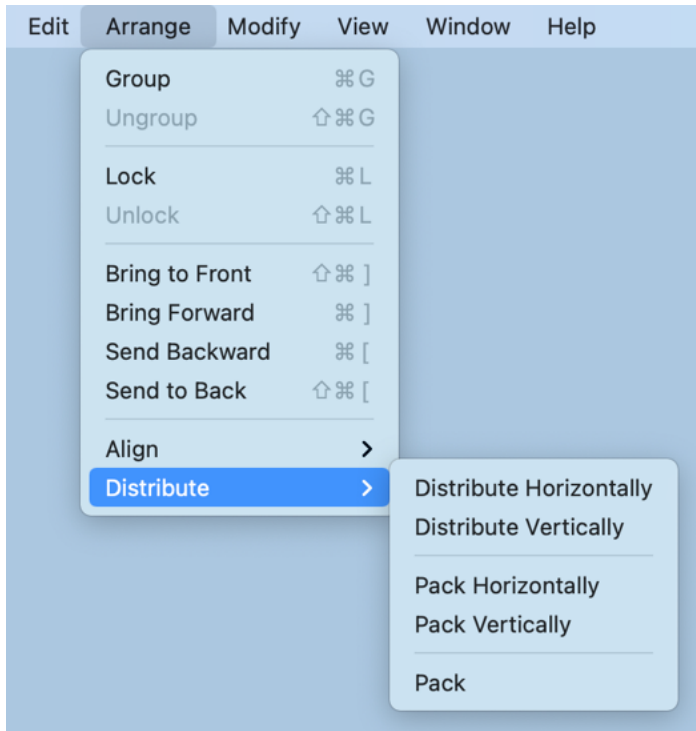 Edit Arrange Modify View Window Help
Group ⌘G
Ungroup ⇧⌘G
Lock ⌘L
Unlock ⇧⌘L
Bring to Front ⇧⌘]
Bring Forward ⌘]
Send Backward ⌘[
Send to Back ⇧⌘[
Align
Distribute
Distribute Horizontally
Distribute Vertically
Pack Horizontally
Pack Vertically
Pack